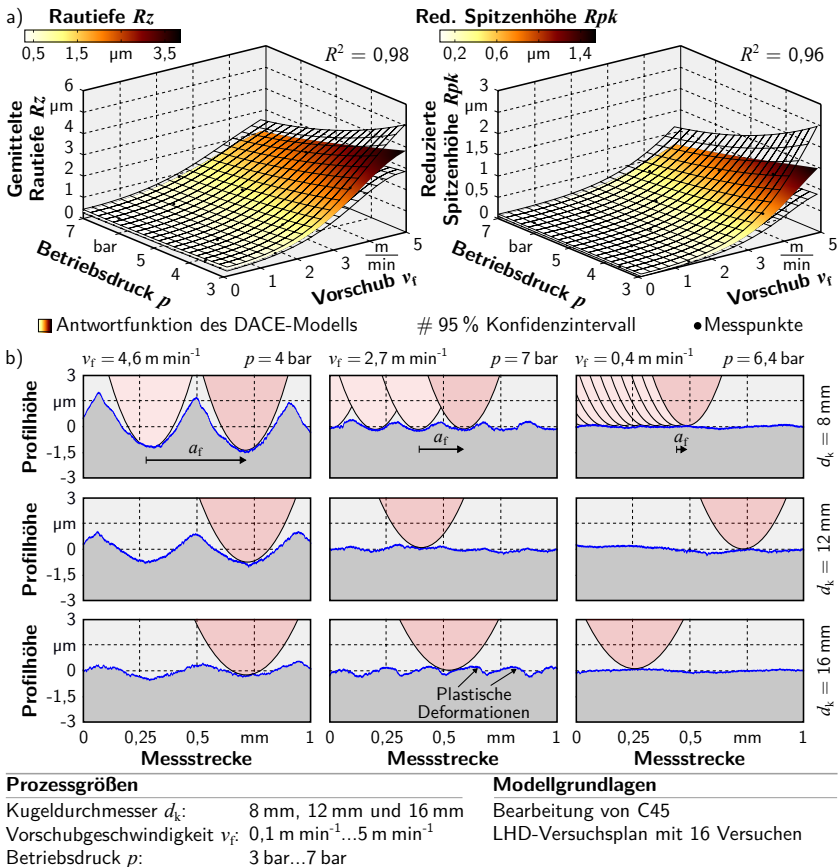 a)
Rautiefe Rz
0,5 1,5 μm 3,5
R² = 0,98
Gemittelte
Rautiefe Rz
6
μm
4
3
2
1
0
7
bar
5
4
3
Betriebsdruck p
0
1
2
3
m
min
5
Vorschub vf
Red. Spitzenhöhe Rpk
0,2 0,6 μm 1,4
R² = 0,96
Reduzierte
Spitzenhöhe Rpk
3
μm
2
1,5
1
0,5
0
7
bar
5
4
3
Betriebsdruck p
0
1
2
3
m
min
5
Vorschub vf
Antwortfunktion des DACE-Modells # 95 % Konfidenzintervall •Messpunkte
b)
vf = 4,6 m min⁻¹ p = 4 bar vf = 2,7 m min⁻¹ p = 7 bar vf = 0,4 m min⁻¹ p = 6,4 bar
Profilhöhe
3
μm
0
-1,5
-3
af
af
af
dk = 8 mm
Profilhöhe
3
μm
0
-1,5
-3
dk = 12 mm
Profilhöhe
3
μm
0
-1,5
-3
Plastische
Deformationen
dk = 16 mm
0 0,5 mm 1 0 0,25 0,5 mm 1 0 0,25 0,5 mm 1
Messstrecke Messstrecke Messstrecke
Prozessgrößen
Kugeldurchmesser dk: 8 mm, 12 mm und 16 mm
Vorschubgeschwindigkeit vf: 0,1 m min⁻¹...5 m min⁻¹
Betriebsdruck p: 3 bar...7 bar
Modellgrundlagen
Bearbeitung von C45
LHD-Versuchsplan mit 16 Versuchen